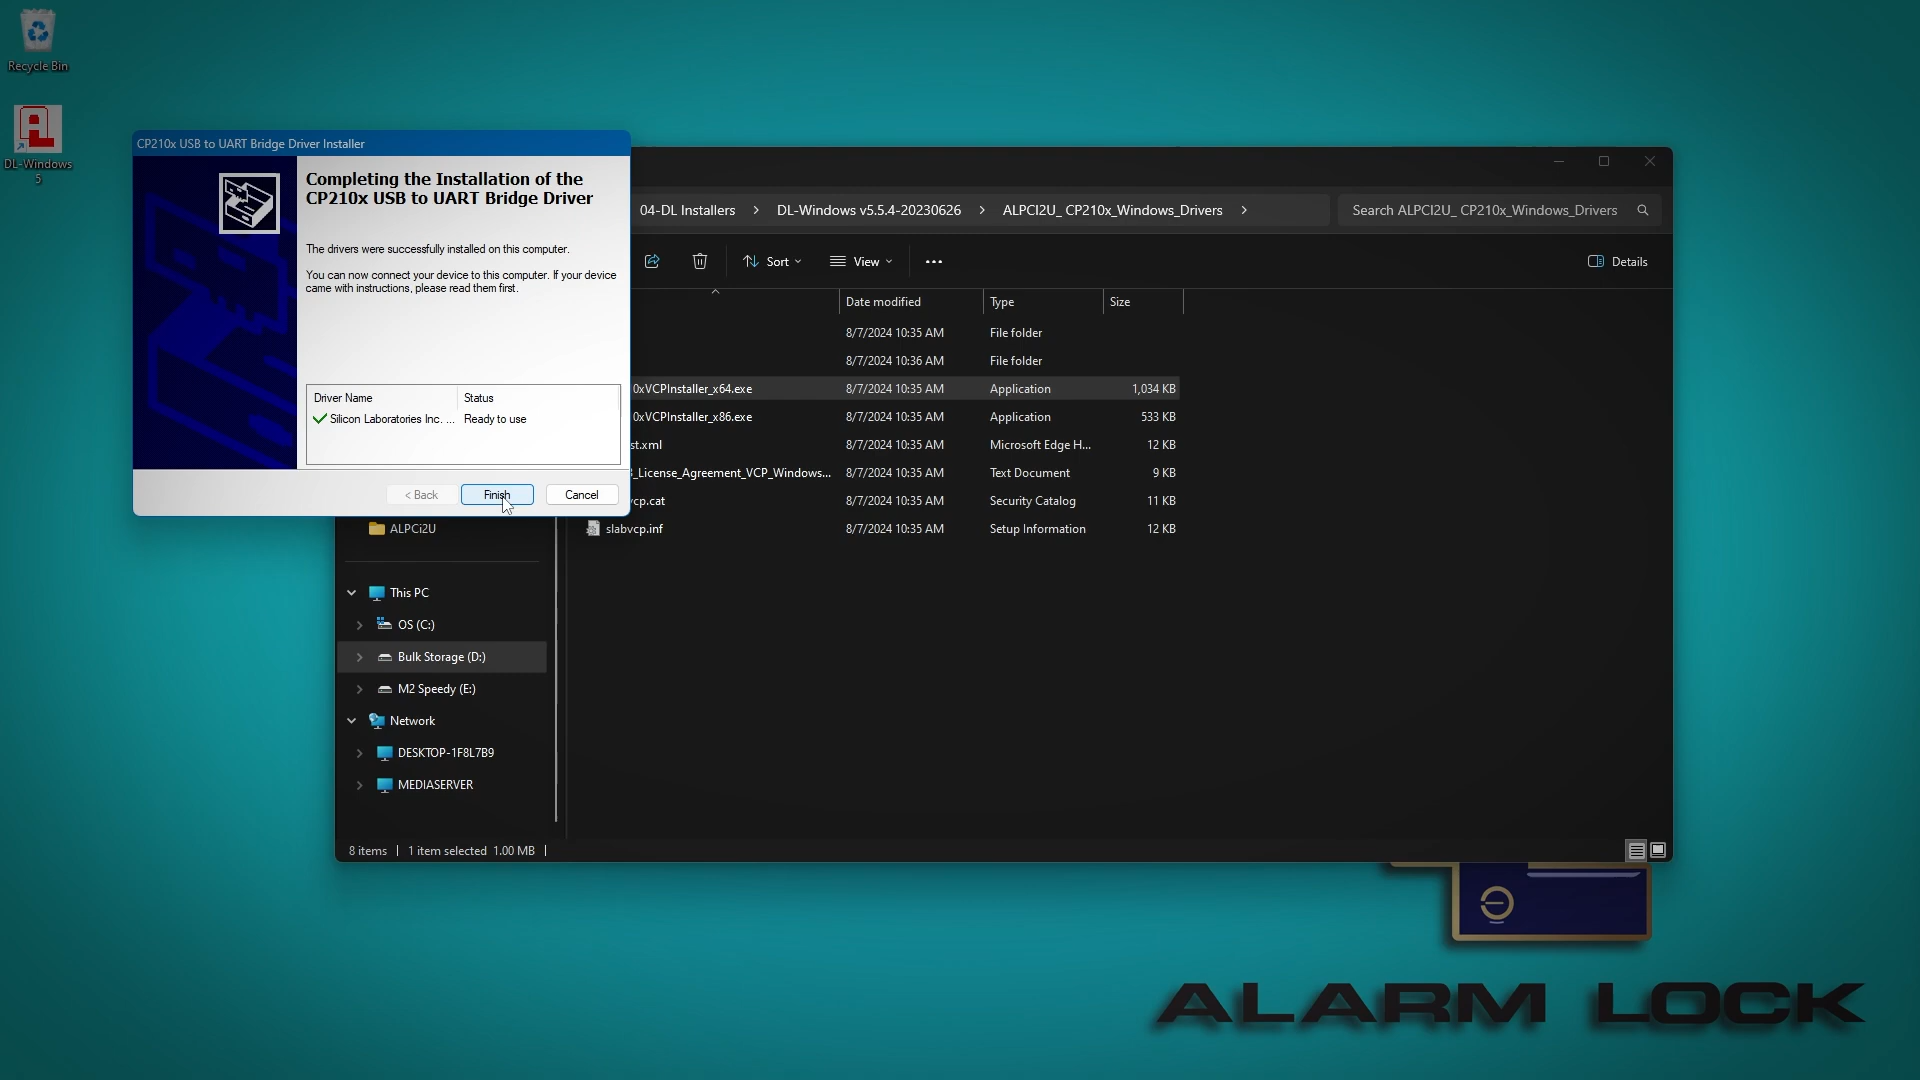 Recycle Bin
DL-Windows
5
CP210x USB to UART Bridge Driver Installer
Completing the Installation of the
CP210x USB to UART Bridge Driver
The drivers were successfully installed on this computer.
You can now connect your device to this computer. If your device
came with instructions, please read them first.
Driver Name Status
Silicon Laboratories Inc. ... Ready to use
< Back Finish Cancel
04-DL Installers > DL-Windows v5.5.4-20230626 > ALPCI2U_ CP210x_Windows_Drivers >
Search ALPCI2U_ CP210x_Windows_Drivers
Sort View ... Details
Date modified Type Size
8/7/2024 10:35 AM File folder
8/7/2024 10:36 AM File folder
0xVCPInstaller_x64.exe 8/7/2024 10:35 AM Application 1,034 KB
0xVCPInstaller_x86.exe 8/7/2024 10:35 AM Application 533 KB
st.xml 8/7/2024 10:35 AM Microsoft Edge H... 12 KB
_License_Agreement_VCP_Windows... 8/7/2024 10:35 AM Text Document 9 KB
cp.cat 8/7/2024 10:35 AM Security Catalog 11 KB
slabvcp.inf 8/7/2024 10:35 AM Setup Information 12 KB
ALPCi2U
This PC
OS (C:)
Bulk Storage (D:)
M2 Speedy (E:)
Network
DESKTOP-1F8L7B9
MEDIASERVER
8 items | 1 item selected 1.00 MB |
ALARM LOCK